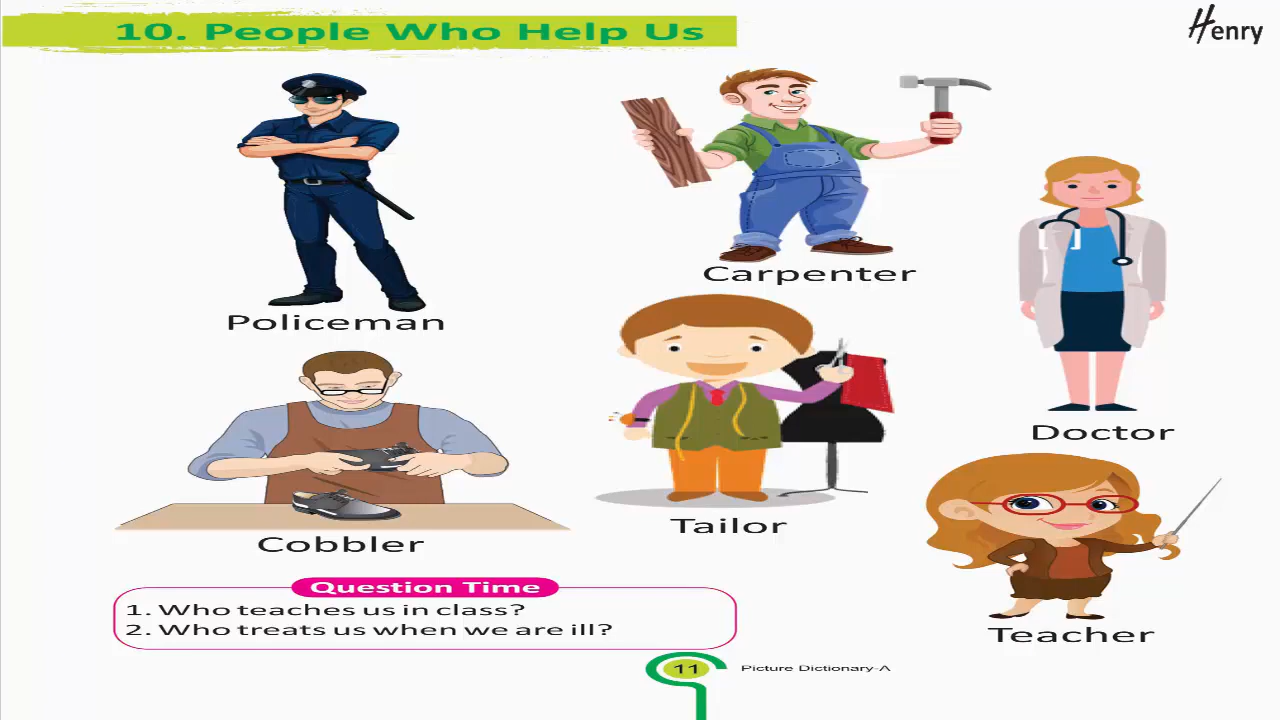 10. People Who Help Us
Henry
Policeman
Carpenter
Doctor
Cobbler
Tailor
Teacher
Question Time
1. Who teaches us in class?
2. Who treats us when we are ill?
11
Picture Dictionary-A